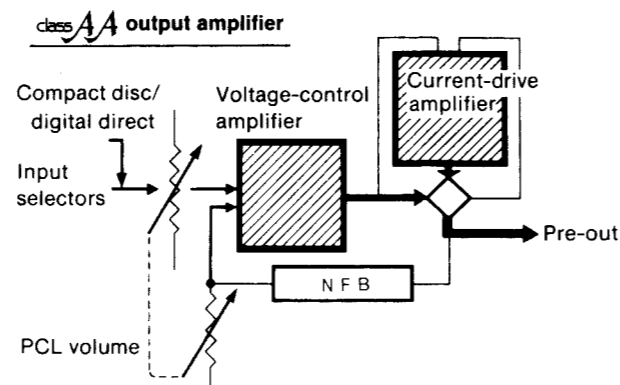 class AA output amplifier
Compact disc/
digital direct
Input
selectors
Voltage-control
amplifier
Current-drive
amplifier
Pre-out
N F B
PCL volume